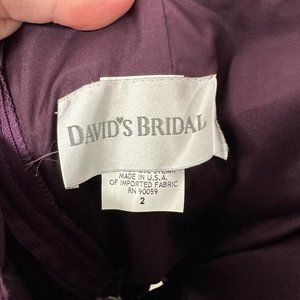 DAVID'S BRIDAL
MADE IN U.S.A.
OF IMPORTED FABRIC
RN 90059
2